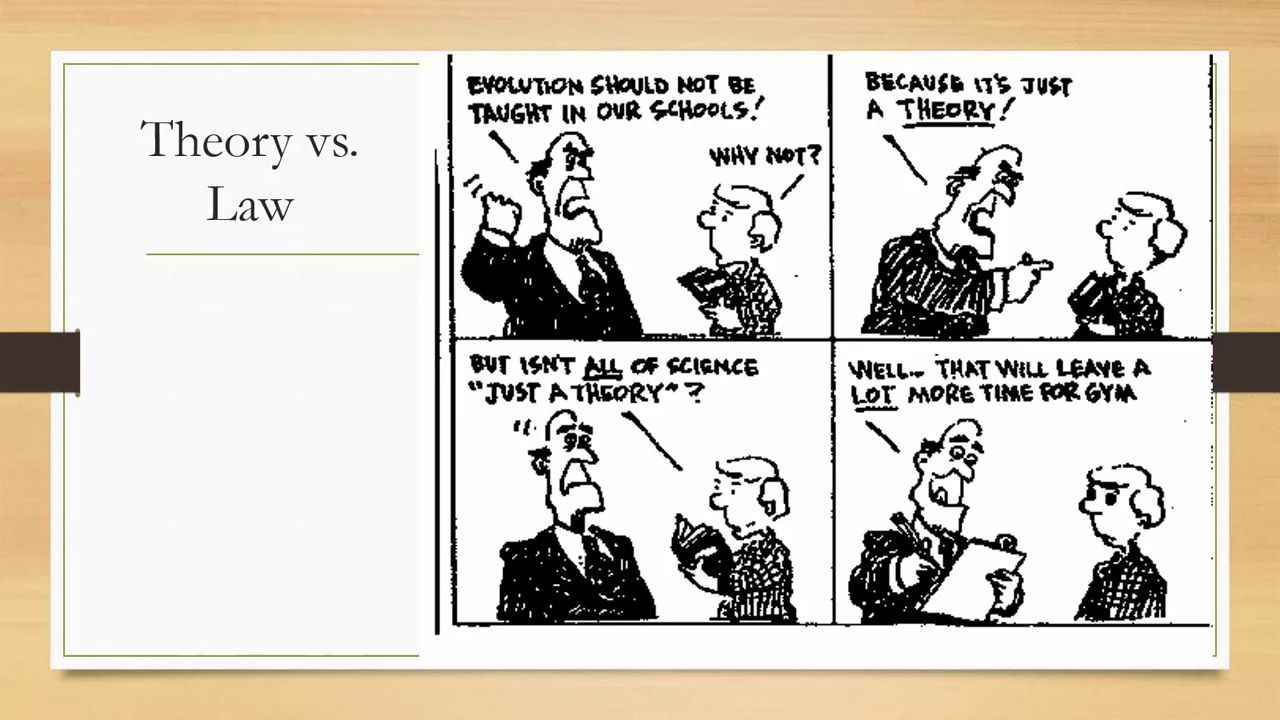 Theory vs.
Law
EVOLUTION SHOULD NOT BE
TAUGHT IN OUR SCHOOLS!
WHY NOT?
BECAUSE IT'S JUST
A THEORY!
BUT ISN'T ALL OF SCIENCE
"JUST A THEORY"?
WELL... THAT WILL LEAVE A
LOT MORE TIME FOR GYM